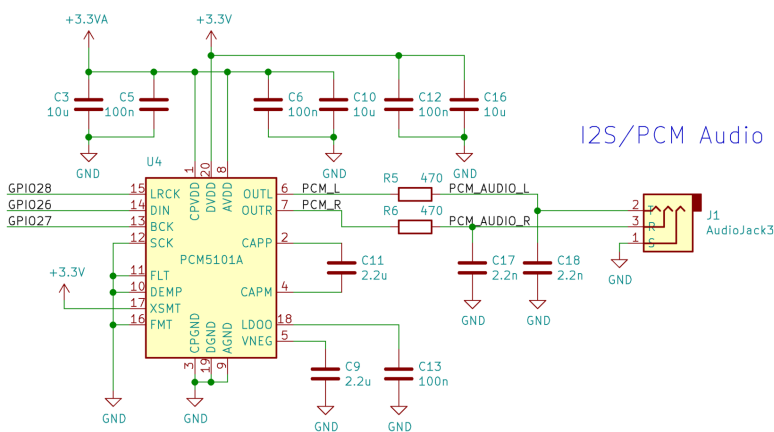 +3.3VA
+3.3V
C3
10u
C5
100n
C6
100n
C10
10u
C12
100n
C16
10u
GND
GND
GND
I2S/PCM Audio
U4
1
20
8
CPVDD
DVDD
AVDD
GPIO28
15
LRCK
OUTL
6
PCM_L
R5
470
PCM_AUDIO_L
GPIO26
14
DIN
OUTR
7
PCM_R
R6
470
PCM_AUDIO_R
GPIO27
13
BCK
12
SCK
CAPP
2
2
T
3
R
1
S
J1
AudioJack3
GND
PCM5101A
C11
2.2u
C17
2.2n
C18
2.2n
+3.3V
11
FLT
10
DEMP
CAPM
4
17
XSMT
16
FMT
LDOO
18
VNEG
5
GND
GND
CPGND
DGND
AGND
3
19
9
C9
2.2u
C13
100n
GND
GND
GND
GND